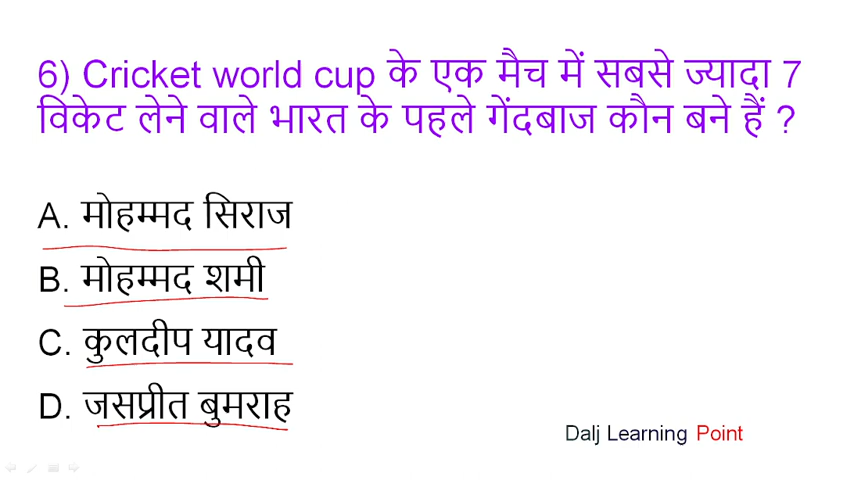 6) Cricket world cup के एक मैच में सबसे ज्यादा 7
विकेट लेने वाले भारत के पहले गेंदबाज कौन बने हैं ?
A. मोहम्मद सिराज
B. मोहम्मद शमी
C. कुलदीप यादव
D. जसप्रीत बुमराह
Dalj Learning Point